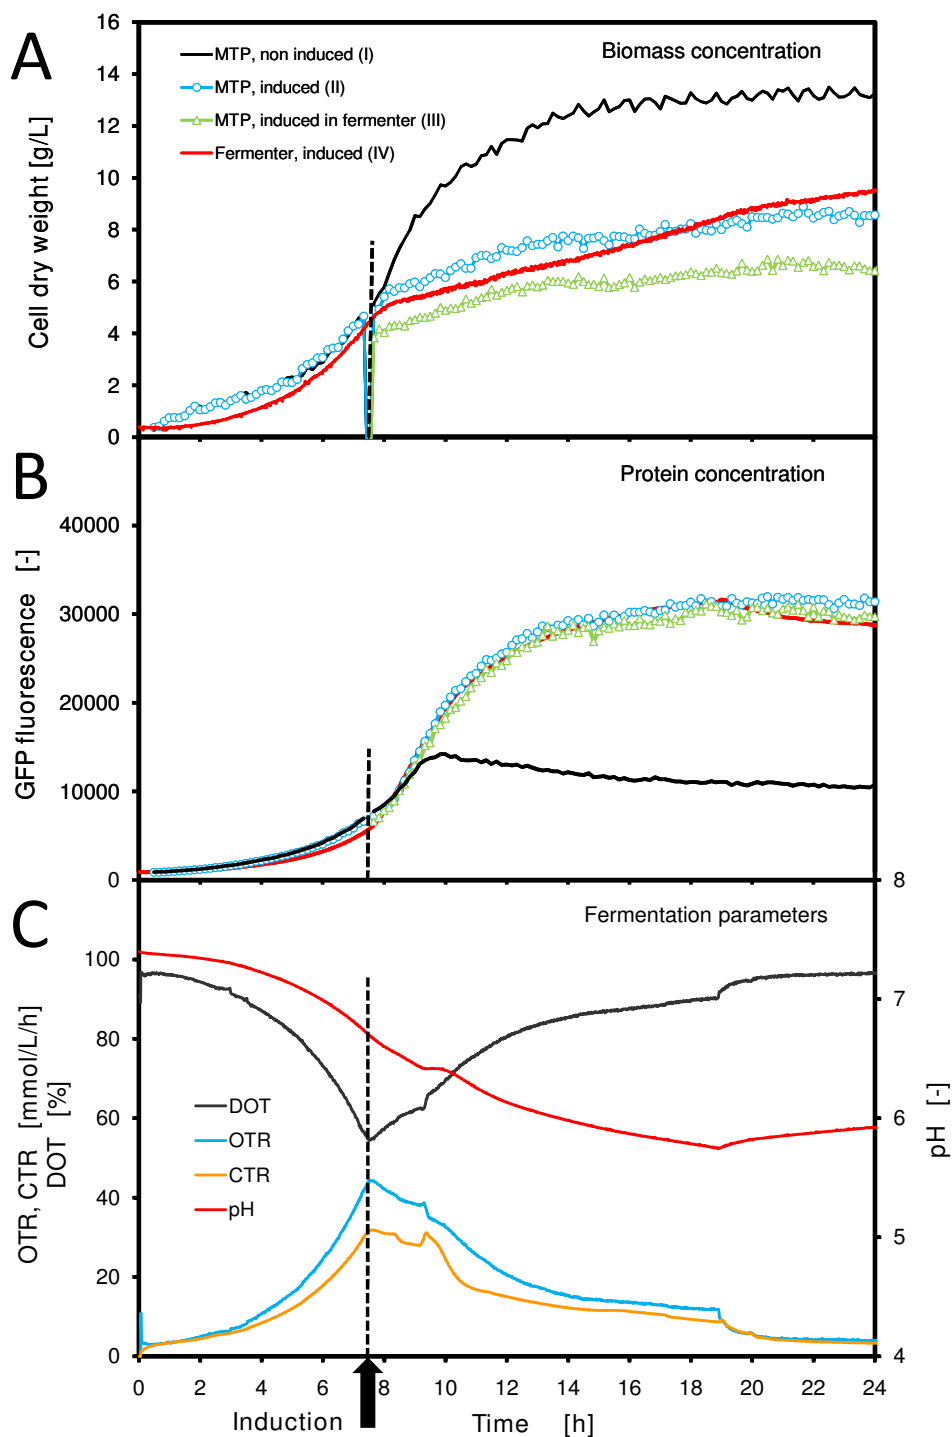 A
Biomass concentration
MTP, non induced (I)
MTP, induced (II)
MTP, induced in fermenter (III)
Fermenter, induced (IV)
Cell dry weight [g/L]
16
14
12
10
8
6
4
2
0
B
Protein concentration
GFP fluorescence [-]
40000
30000
20000
10000
0
C
Fermentation parameters
OTR, CTR [mmol/L/h]
DOT [%]
100
80
60
40
20
0
DOT
OTR
CTR
pH
8
7
6
5
4
pH [-]
0 2 4 6 8 10 12 14 16 18 20 22 24
Induction Time [h]